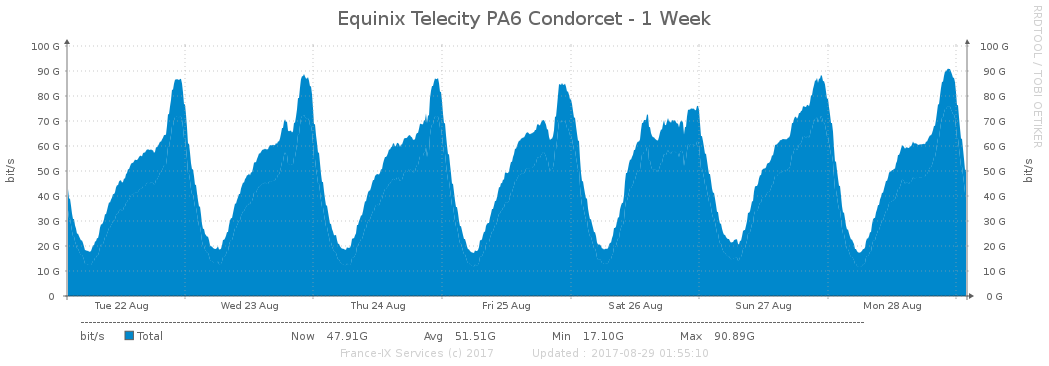 Equinix Telecity PA6 Condorcet - 1 Week
RRDTOOL / TOBI OETIKER
bit/s
100 G
90 G
80 G
70 G
60 G
50 G
40 G
30 G
20 G
10 G
0
100 G
90 G
80 G
70 G
60 G
50 G
40 G
30 G
20 G
10 G
0 G
bit/s
Tue 22 Aug Wed 23 Aug Thu 24 Aug Fri 25 Aug Sat 26 Aug Sun 27 Aug Mon 28 Aug
bit/s Total Now 47.91G Avg 51.51G Min 17.10G Max 90.89G
France-IX Services (c) 2017 Updated : 2017-08-29 01:55:10